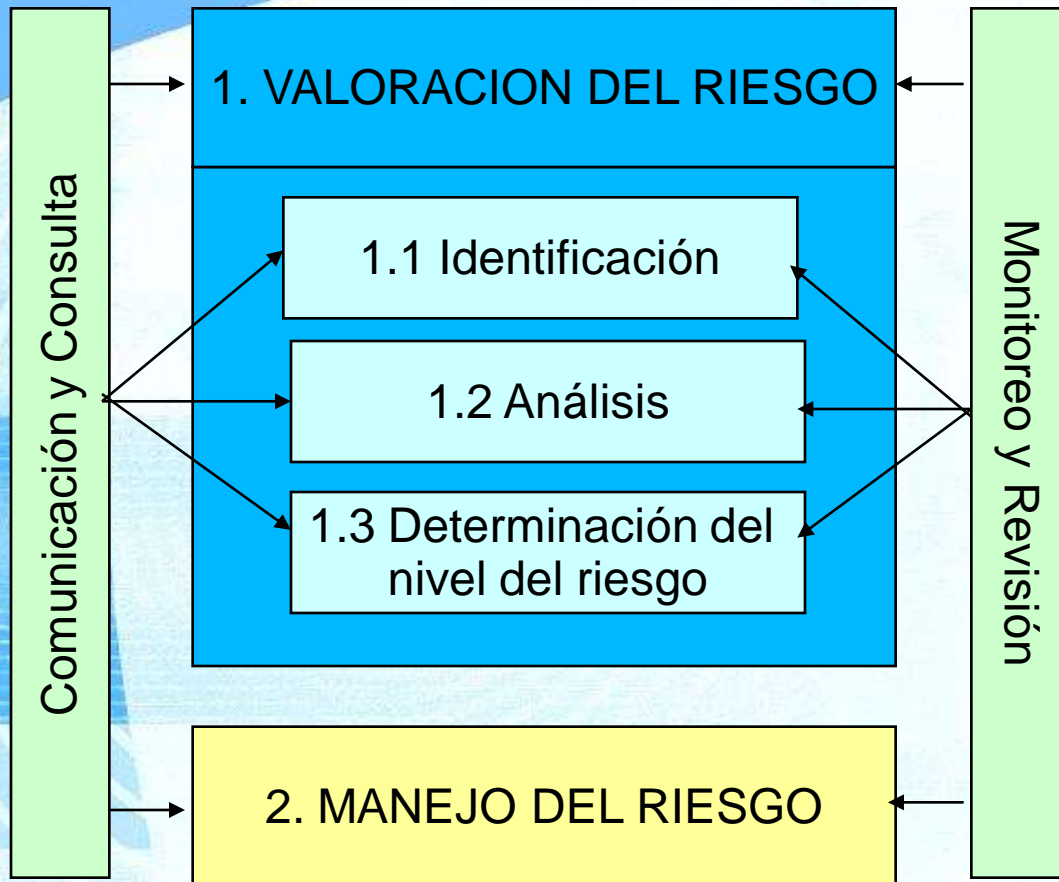 1. VALORACION DEL RIESGO
Comunicación y Consulta
1.1 Identificación
1.2 Análisis
1.3 Determinación del
nivel del riesgo
Monitoreo y Revisión
2. MANEJO DEL RIESGO